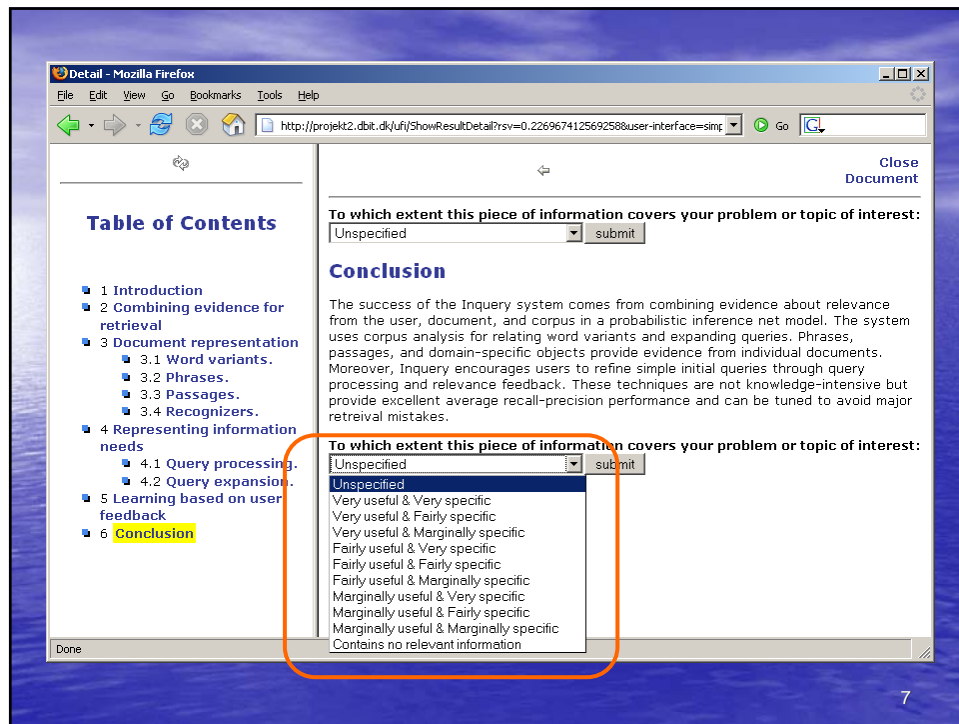 Detail - Mozilla Firefox
File Edit View Go Bookmarks Tools Help
http://projekt2.dbit.dk/ufi/ShowResultDetail?rsv=0.22696741256925&user-interface=simp
Go
G
Close
Document
Table of Contents
1 Introduction
2 Combining evidence for
retrieval
3 Document representation
3.1 Word variants.
3.2 Phrases.
3.3 Passages.
3.4 Recognizers.
4 Representing information
needs
4.1 Query processing.
4.2 Query expansion.
5 Learning based on user
feedback
6 Conclusion
To which extent this piece of information covers your problem or topic of interest:
Unspecified submit
Conclusion
The success of the Inquery system comes from combining evidence about relevance
from the user, document, and corpus in a probabilistic inference net model. The system
uses corpus analysis for relating word variants and expanding queries. Phrases,
passages, and domain-specific objects provide evidence from individual documents.
Moreover, Inquery encourages users to refine simple initial queries through query
processing and relevance feedback. These techniques are not knowledge-intensive but
provide excellent average recall-precision performance and can be tuned to avoid major
retreival mistakes.
To which extent this piece of information covers your problem or topic of interest:
Unspecified submit
Unspecified
Very useful & Very specific
Very useful & Fairly specific
Very useful & Marginally specific
Fairly useful & Very specific
Fairly useful & Fairly specific
Fairly useful & Marginally specific
Marginally useful & Very specific
Marginally useful & Fairly specific
Marginally useful & Marginally specific
Contains no relevant information
Done
7